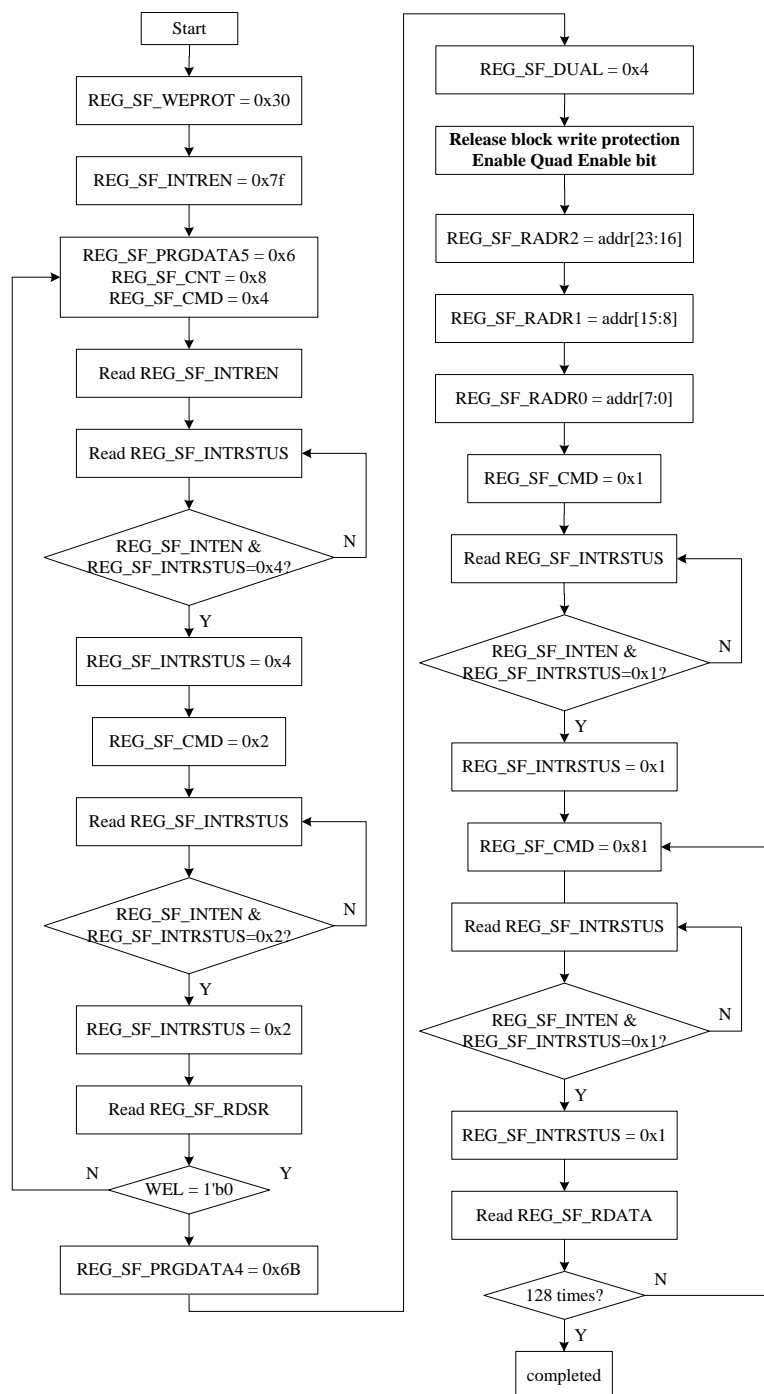 Start
REG_SF_WEPROT = 0x30
REG_SF_INTREN = 0x7f
REG_SF_PRGDATA5 = 0x6
REG_SF_CNT = 0x8
REG_SF_CMD = 0x4
Read REG_SF_INTREN
Read REG_SF_INTRSTUS
REG_SF_INTEN &
REG_SF_INTRSTUS=0x4?
N
Y
REG_SF_INTRSTUS = 0x4
REG_SF_CMD = 0x2
Read REG_SF_INTRSTUS
REG_SF_INTEN &
REG_SF_INTRSTUS=0x2?
N
Y
REG_SF_INTRSTUS = 0x2
Read REG_SF_RDSR
N
WEL = 1'b0
Y
REG_SF_PRGDATA4 = 0x6B
REG_SF_DUAL = 0x4
Release block write protection
Enable Quad Enable bit
REG_SF_RADR2 = addr[23:16]
REG_SF_RADR1 = addr[15:8]
REG_SF_RADR0 = addr[7:0]
REG_SF_CMD = 0x1
Read REG_SF_INTRSTUS
REG_SF_INTEN &
REG_SF_INTRSTUS=0x1?
N
Y
REG_SF_INTRSTUS = 0x1
REG_SF_CMD = 0x81
Read REG_SF_INTRSTUS
REG_SF_INTEN &
REG_SF_INTRSTUS=0x1?
N
Y
REG_SF_INTRSTUS = 0x1
Read REG_SF_RDATA
128 times?
N
Y
completed